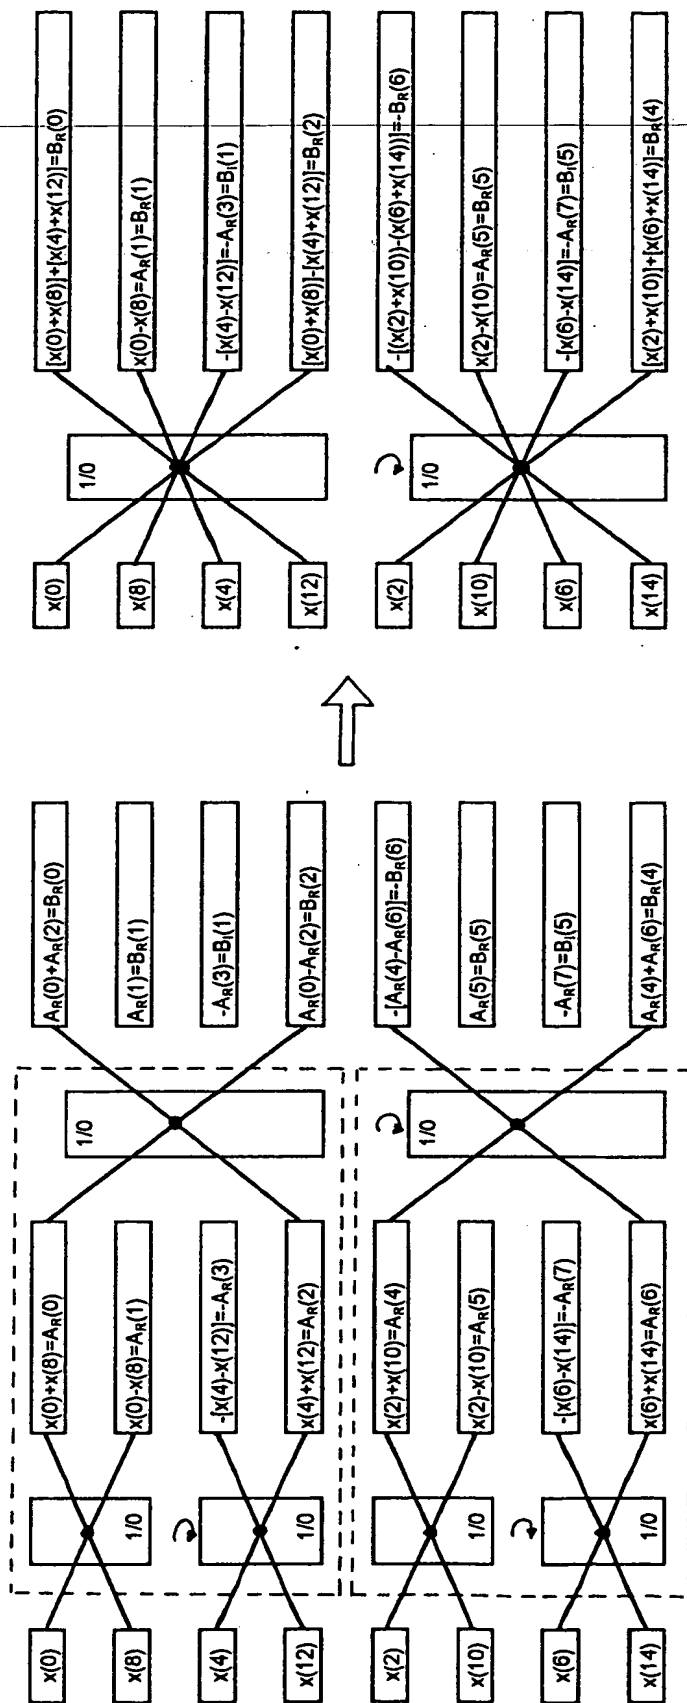 x(0)
x(8)
x(4)
x(12)
x(2)
x(10)
x(6)
x(14)
1/0
1/0
1/0
1/0
x(0)+x(8)=A_R(0)
x(0)-x(8)=A_R(1)
-[x(4)-x(12)]=-A_R(3)
x(4)+x(12)=A_R(2)
x(2)+x(10)=A_R(4)
x(2)-x(10)=A_R(5)
-[x(6)-x(14)]=-A_R(7)
x(6)+x(14)=A_R(6)
1/0
1/0
A_R(0)+A_R(2)=B_R(0)
A_R(1)=B_R(1)
-A_R(3)=B_I(1)
A_R(0)-A_R(2)=B_R(2)
-[A_R(4)-A_R(6)]=-B_R(6)
A_R(5)=B_R(5)
-A_R(7)=B_I(5)
A_R(4)+A_R(6)=B_R(4)
x(0)
x(8)
x(4)
x(12)
x(2)
x(10)
x(6)
x(14)
1/0
1/0
[x(0)+x(8)]+[x(4)+x(12)]=B_R(0)
x(0)-x(8)=A_R(1)=B_R(1)
-[x(4)-x(12)]=-A_R(3)=B_I(1)
[x(0)+x(8)]-[x(4)+x(12)]=B_R(2)
-[(x(2)+x(10))-(x(6)+x(14))]=-B_R(6)
x(2)-x(10)=A_R(5)=B_R(5)
-[x(6)-x(14)]=-A_R(7)=B_I(5)
[x(2)+x(10)]+[x(6)+x(14)]=B_R(4)